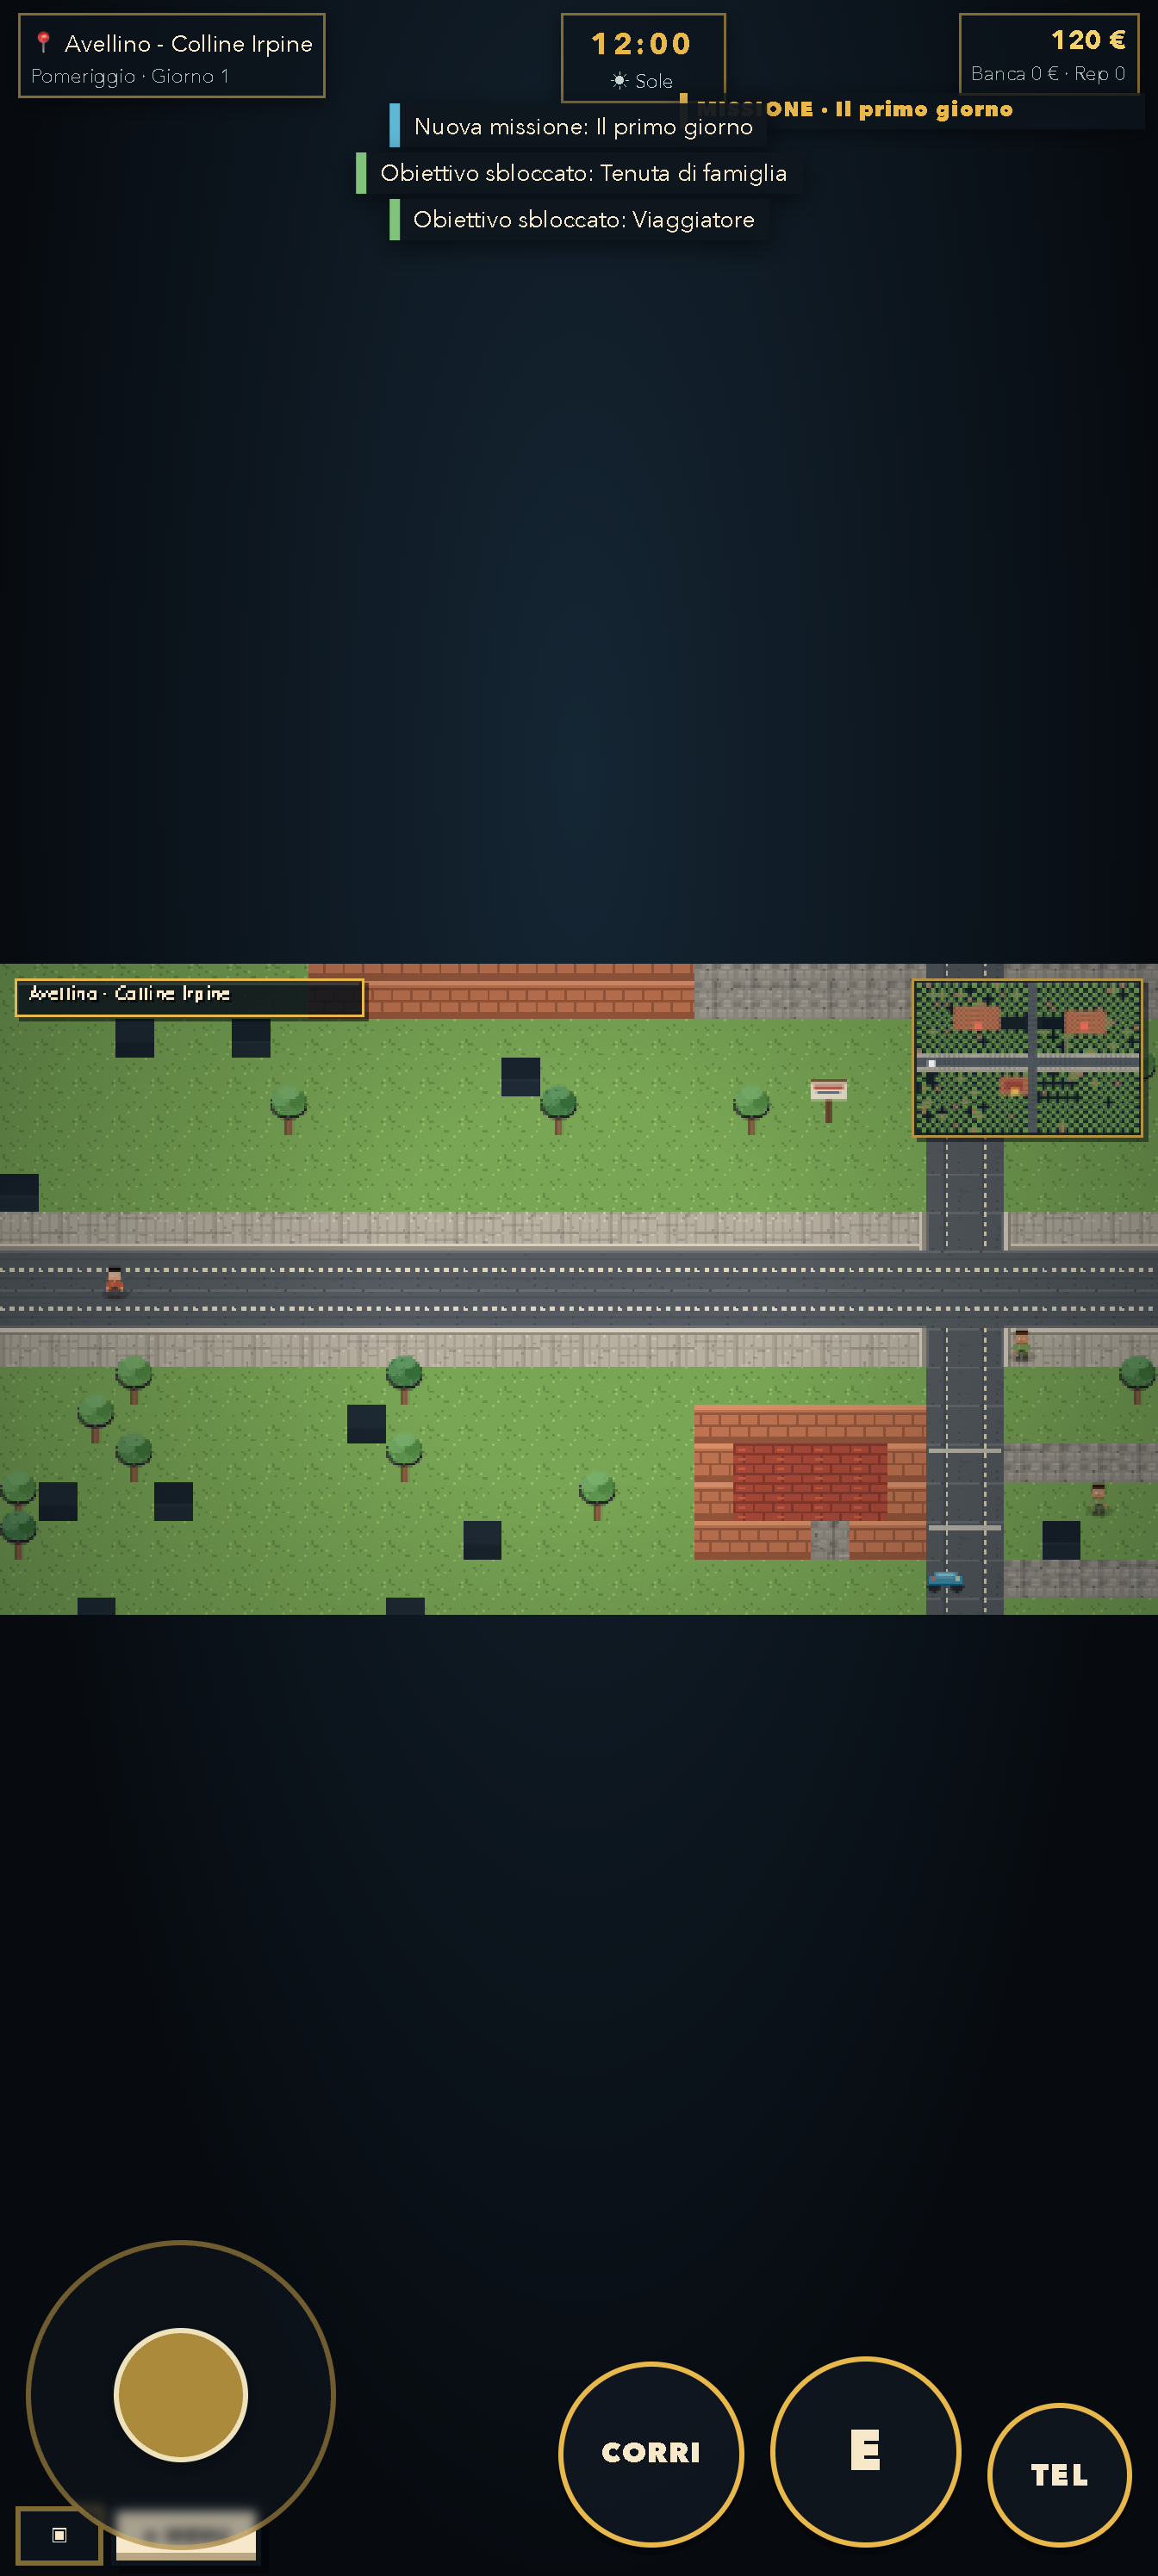 📍 Avellino - Colline Irpine
Pomeriggio · Giorno 1
12:00
☀ Sole
120 €
Banca 0 € · Rep 0
MISSIONE · Il primo giorno
Nuova missione: Il primo giorno
Obiettivo sbloccato: Tenuta di famiglia
Obiettivo sbloccato: Viaggiatore
Avellino - Colline Irpine
CORRI
E
TEL